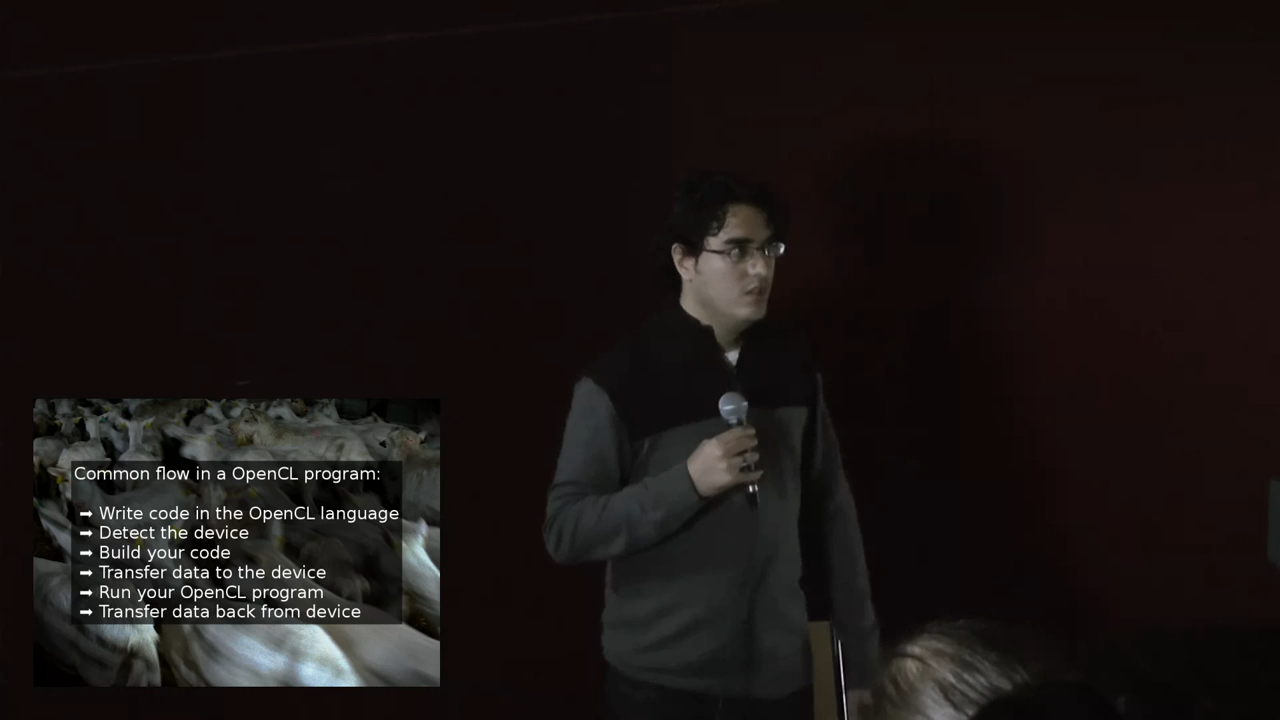 Common flow in a OpenCL program:
➡ Write code in the OpenCL language
➡ Detect the device
➡ Build your code
➡ Transfer data to the device
➡ Run your OpenCL program
➡ Transfer data back from device